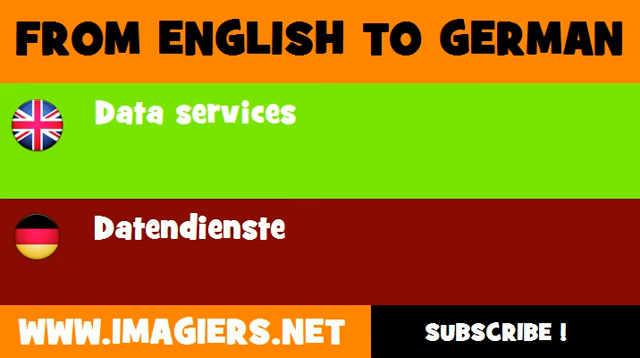 FROM ENGLISH TO GERMAN
Data services
Datendienste
WWW.IMAGIERS.NET
SUBSCRIBE !